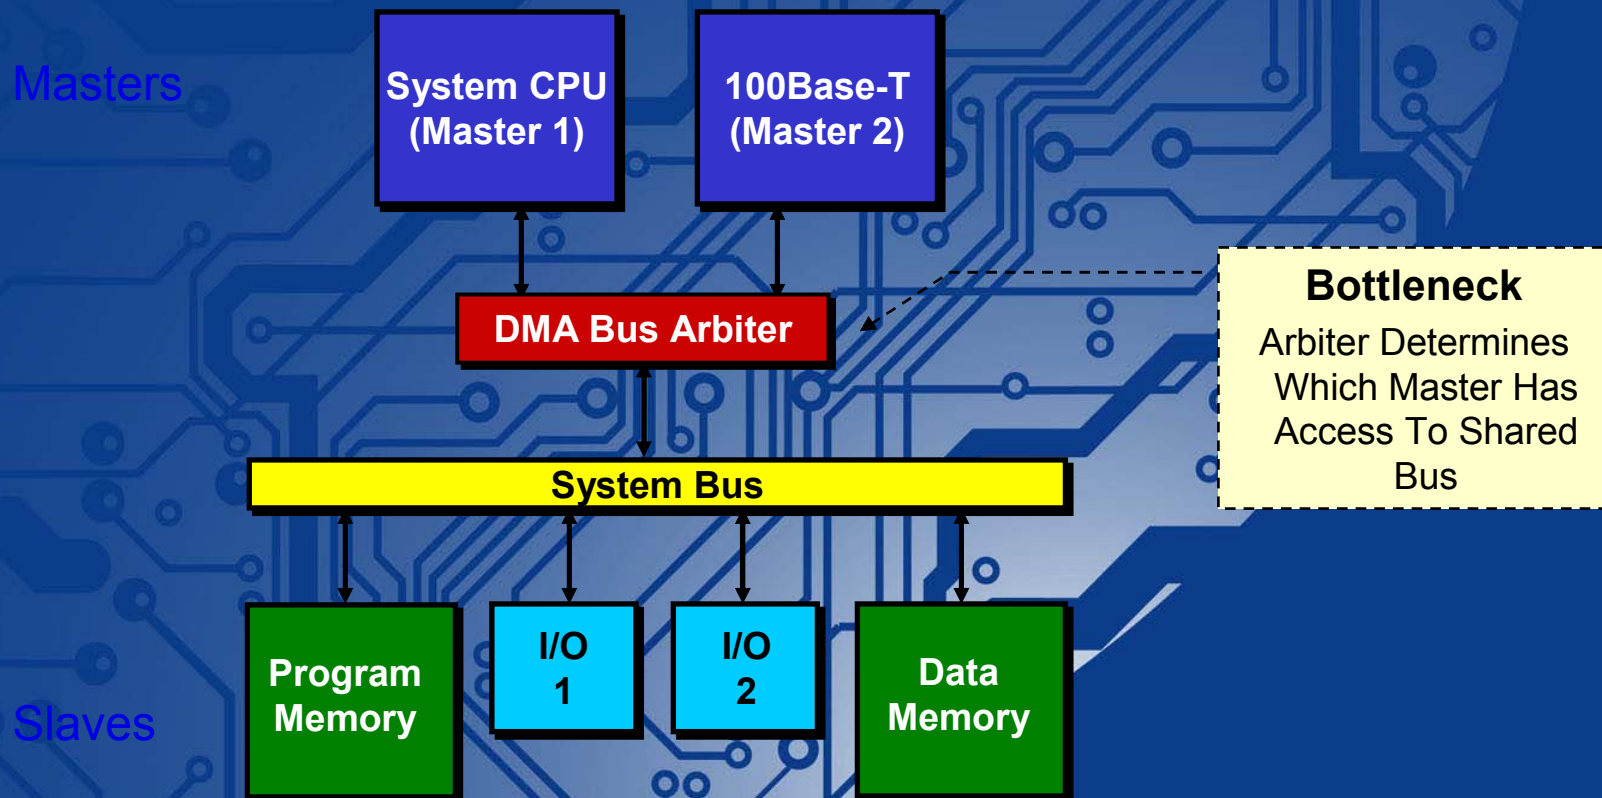 Masters
System CPU
(Master 1)
100Base-T
(Master 2)
DMA Bus Arbiter
Bottleneck
Arbiter Determines
Which Master Has
Access To Shared
Bus
System Bus
Program
Memory
I/O
1
I/O
2
Data
Memory
Slaves